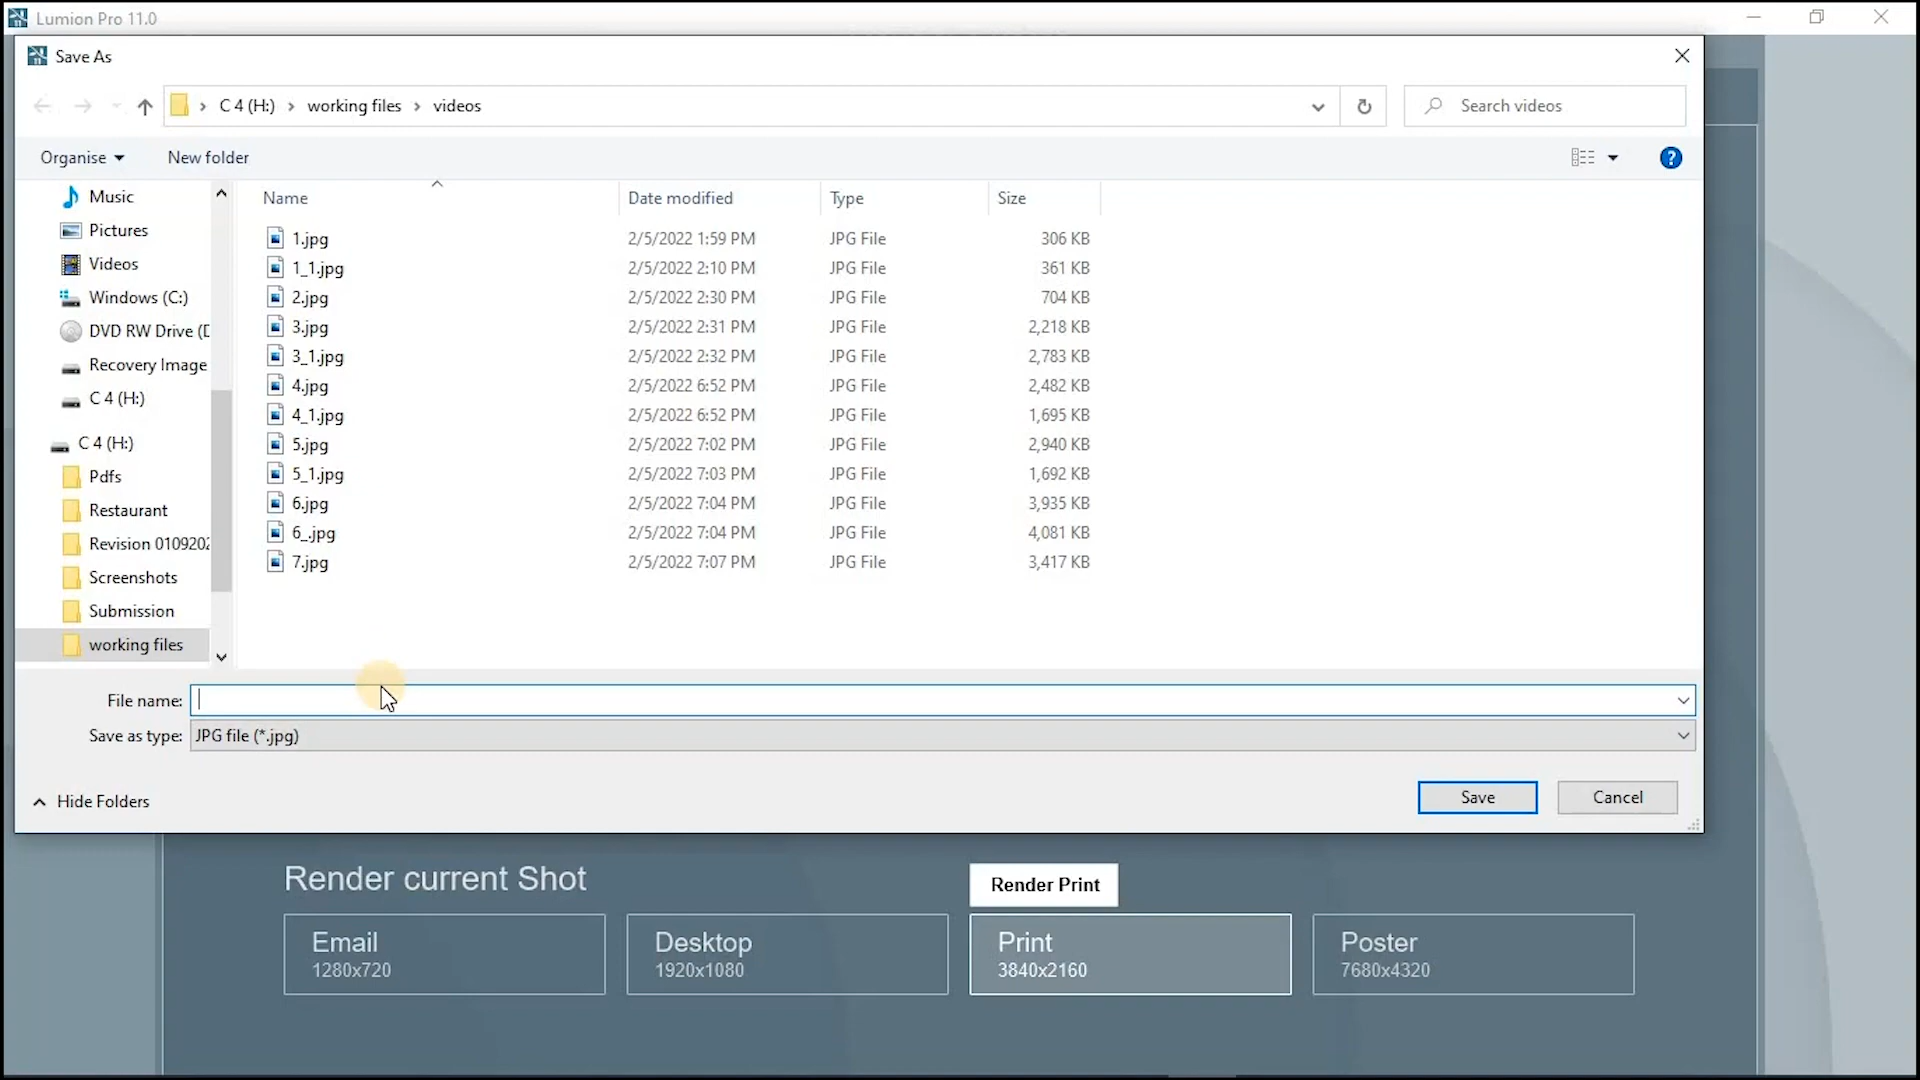 Lumion Pro 11.0
Save As
C 4 (H:) › working files › videos
Search videos
Organise
New folder
Name
Date modified
Type
Size
Music
Pictures
Videos
Windows (C:)
DVD RW Drive (D
Recovery Image
C 4 (H:)
C 4 (H:)
Pdfs
Restaurant
Revision 0109202
Screenshots
Submission
working files
1.jpg 2/5/2022 1:59 PM JPG File 306 KB
1_1.jpg 2/5/2022 2:10 PM JPG File 361 KB
2.jpg 2/5/2022 2:30 PM JPG File 704 KB
3.jpg 2/5/2022 2:31 PM JPG File 2,218 KB
3_1.jpg 2/5/2022 2:32 PM JPG File 2,783 KB
4.jpg 2/5/2022 6:52 PM JPG File 2,482 KB
4_1.jpg 2/5/2022 6:52 PM JPG File 1,695 KB
5.jpg 2/5/2022 7:02 PM JPG File 2,940 KB
5_1.jpg 2/5/2022 7:03 PM JPG File 1,692 KB
6.jpg 2/5/2022 7:04 PM JPG File 3,935 KB
6_.jpg 2/5/2022 7:04 PM JPG File 4,081 KB
7.jpg 2/5/2022 7:07 PM JPG File 3,417 KB
File name:
Save as type: JPG file (*.jpg)
Hide Folders
Save
Cancel
Render current Shot
Render Print
Email
1280x720
Desktop
1920x1080
Print
3840x2160
Poster
7680x4320